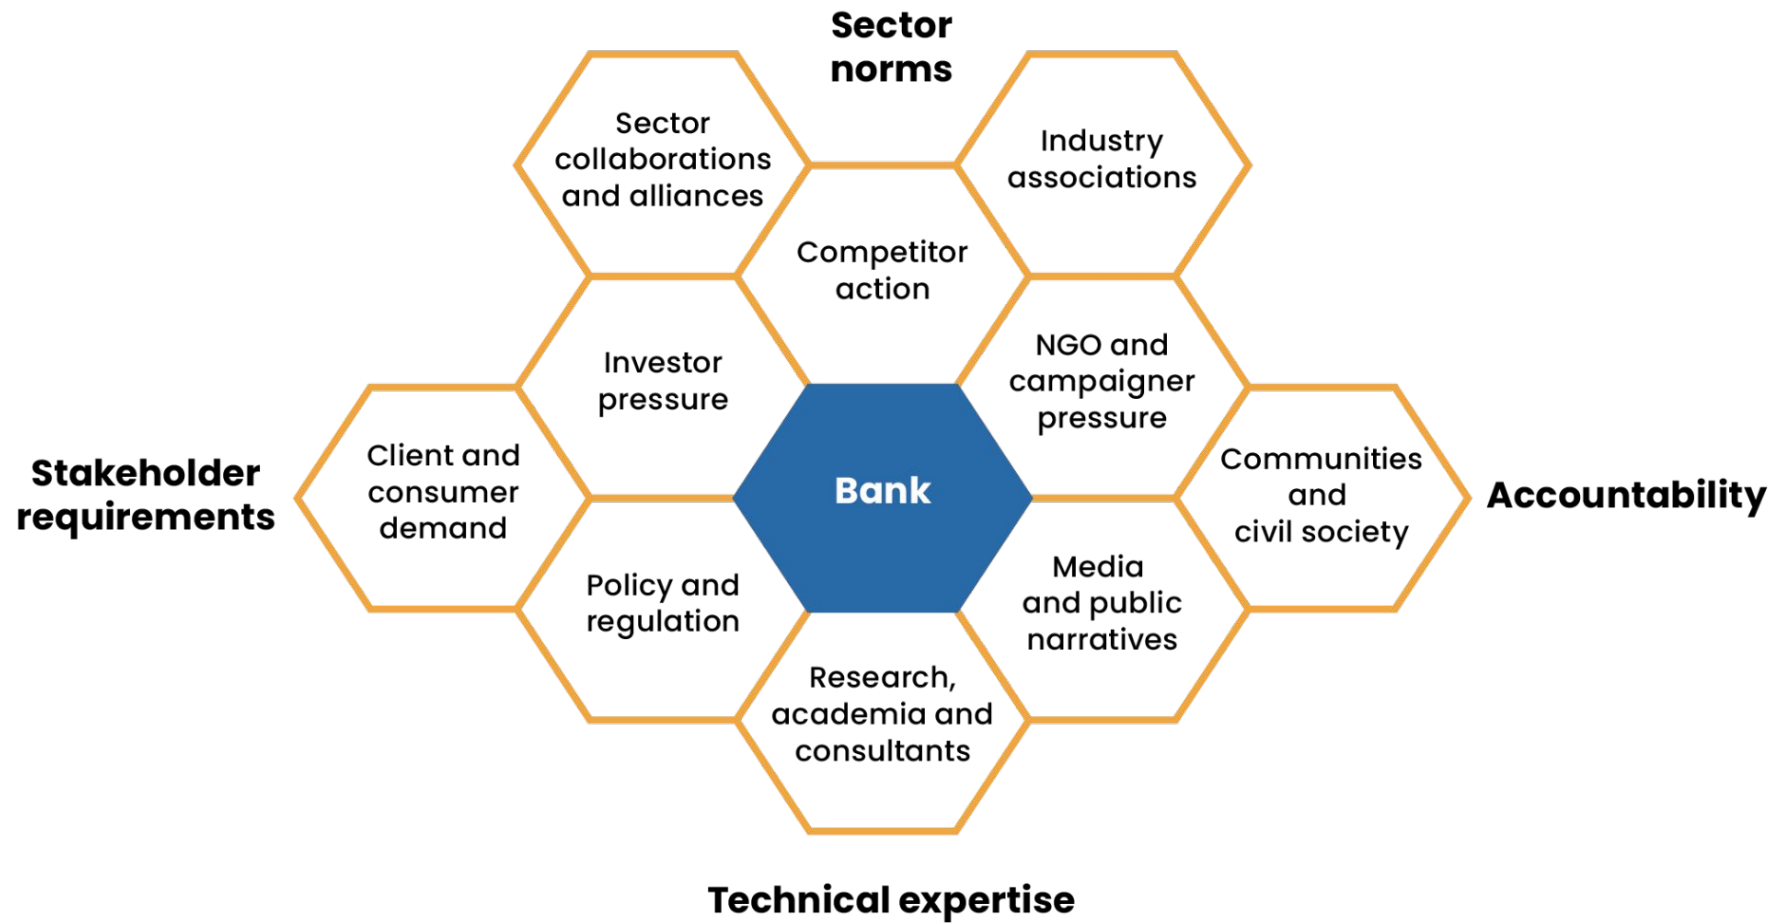 Sector
norms
Sector
collaborations
and alliances
Industry
associations
Competitor
action
Investor
pressure
NGO and
campaigner
pressure
Stakeholder
requirements
Client and
consumer
demand
Bank
Communities
and
civil society
Accountability
Policy and
regulation
Media
and public
narratives
Research,
academia and
consultants
Technical expertise